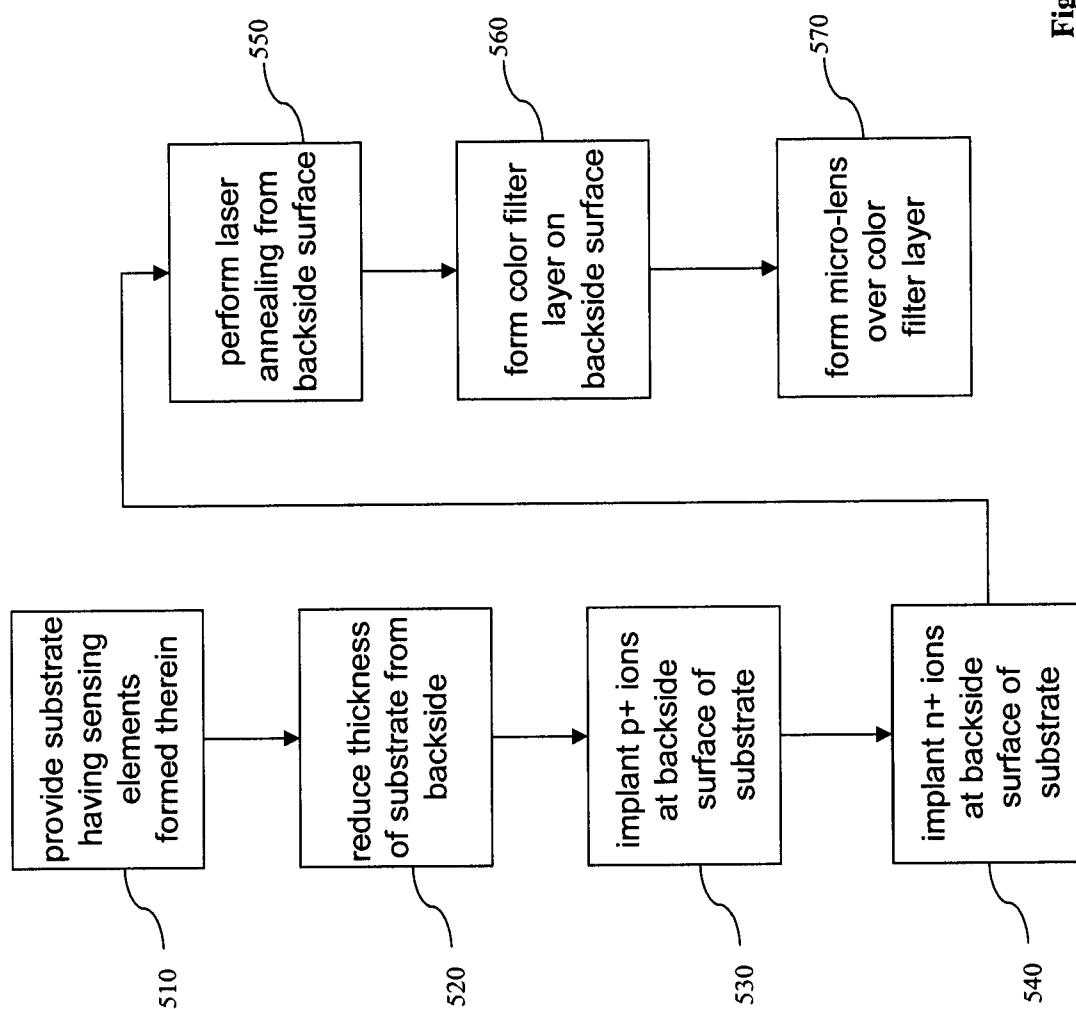 provide substrate
having sensing
elements
formed therein
510
reduce thickness
of substrate from
backside
520
implant p+ ions
at backside
surface of
substrate
530
implant n+ ions
at backside
surface of
substrate
540
perform laser
annealing from
backside surface
550
form color filter
layer on
backside surface
560
form micro-lens
over color
filter layer
570